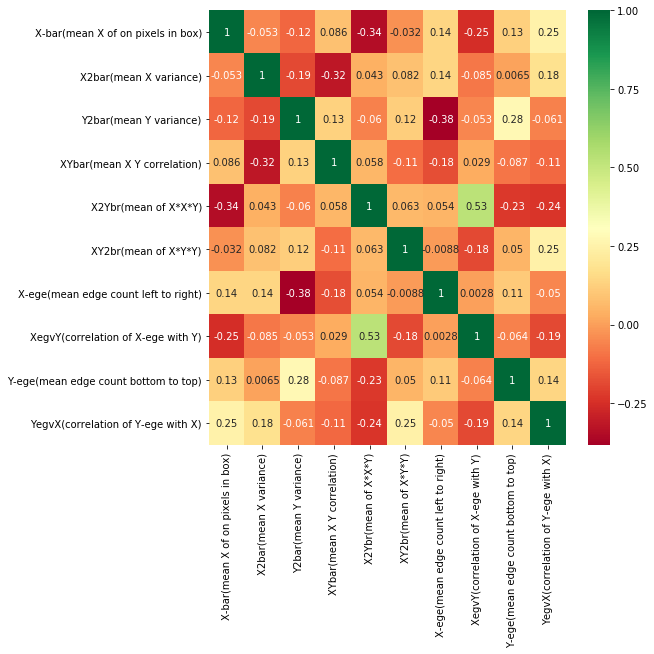 X-bar(mean X of on pixels in box) 1 -0.053 -0.12 0.086 -0.34 -0.032 0.14 -0.25 0.13 0.25
X2bar(mean X variance) -0.053 1 -0.19 -0.32 0.043 0.082 0.14 -0.085 0.0065 0.18
Y2bar(mean Y variance) -0.12 -0.19 1 0.13 -0.06 0.12 -0.38 -0.053 0.28 -0.061
XYbar(mean X Y correlation) 0.086 -0.32 0.13 1 0.058 -0.11 -0.18 0.029 -0.087 -0.11
X2Ybr(mean of X*X*Y) -0.34 0.043 -0.06 0.058 1 0.063 0.054 0.53 -0.23 -0.24
XY2br(mean of X*Y*Y) -0.032 0.082 0.12 -0.11 0.063 1 -0.0088 -0.18 0.05 0.25
X-ege(mean edge count left to right) 0.14 0.14 -0.38 -0.18 0.054 -0.0088 1 0.0028 0.11 -0.05
XegvY(correlation of X-ege with Y) -0.25 -0.085 -0.053 0.029 0.53 -0.18 0.0028 1 -0.064 -0.19
Y-ege(mean edge count bottom to top) 0.13 0.0065 0.28 -0.087 -0.23 0.05 0.11 -0.064 1 0.14
YegvX(correlation of Y-ege with X) 0.25 0.18 -0.061 -0.11 -0.24 0.25 -0.05 -0.19 0.14 1
X-bar(mean X of on pixels in box)
X2bar(mean X variance)
Y2bar(mean Y variance)
XYbar(mean X Y correlation)
X2Ybr(mean of X*X*Y)
XY2br(mean of X*Y*Y)
X-ege(mean edge count left to right)
XegvY(correlation of X-ege with Y)
Y-ege(mean edge count bottom to top)
YegvX(correlation of Y-ege with X)
1.00
0.75
0.50
0.25
0.00
−0.25